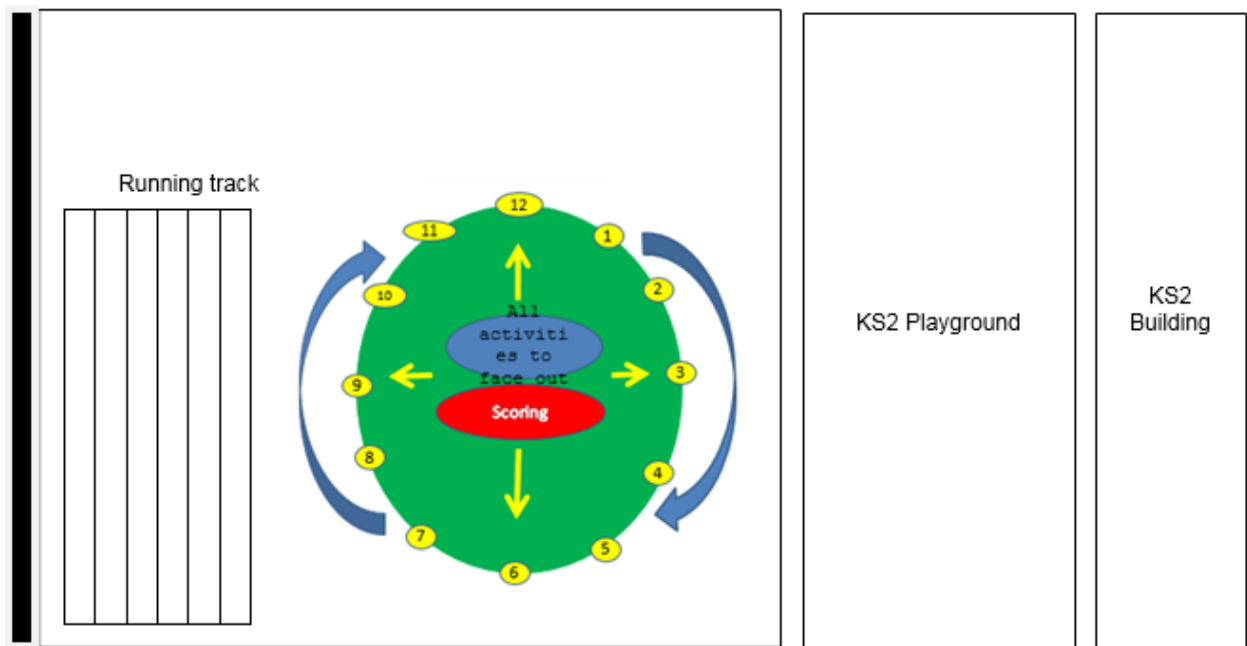 Running track
12
11
1
10
2
All
activiti
es to
face out
9
3
Scoring
8
4
7
5
6
KS2 Playground
KS2
Building